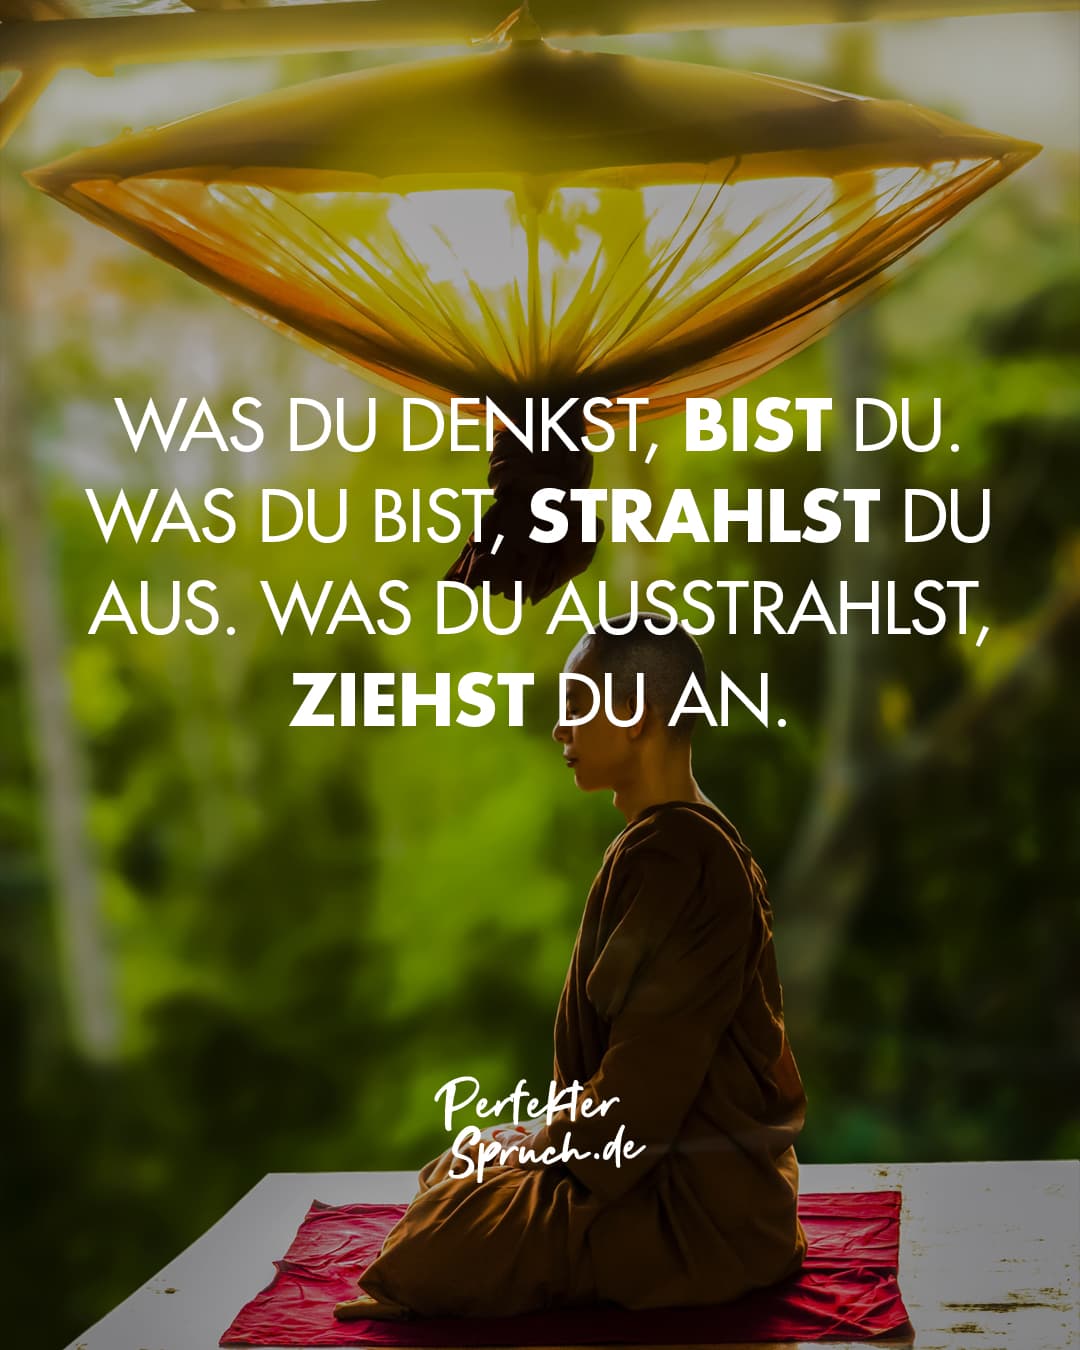 WAS DU DENKST, BIST DU.
WAS DU BIST, STRAHLST DU
AUS. WAS DU AUSSTRAHLST,
ZIEHST DU AN.
Perfekter
Spruch.de